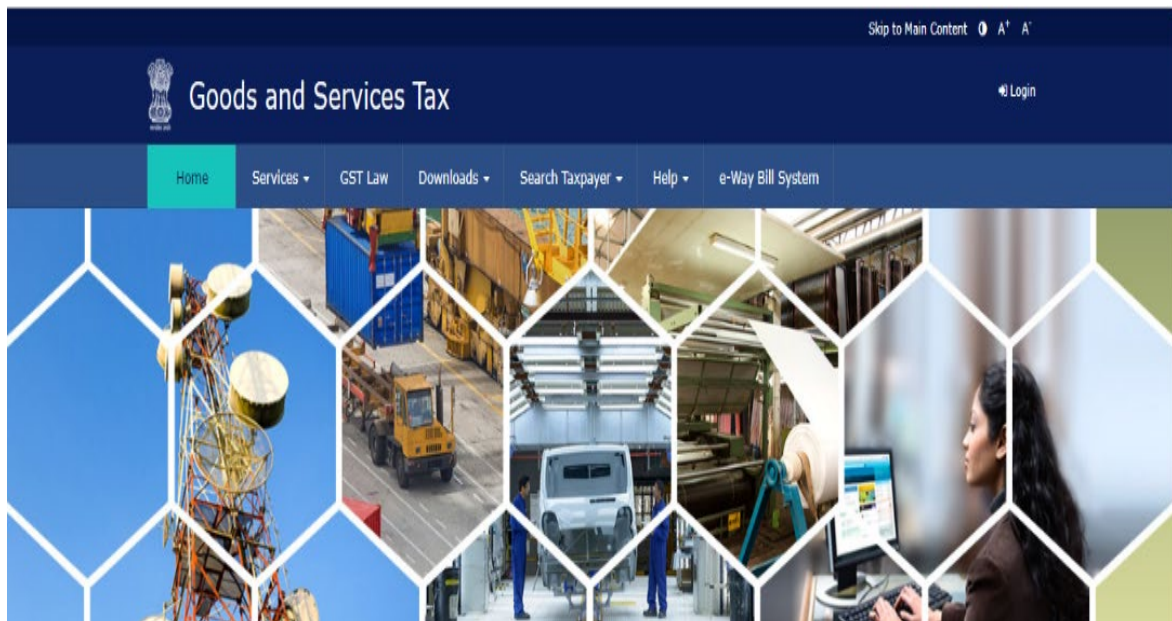 Skip to Main Content A+ A-
Goods and Services Tax
Login
Home Services GST Law Downloads Search Taxpayer Help e-Way Bill System